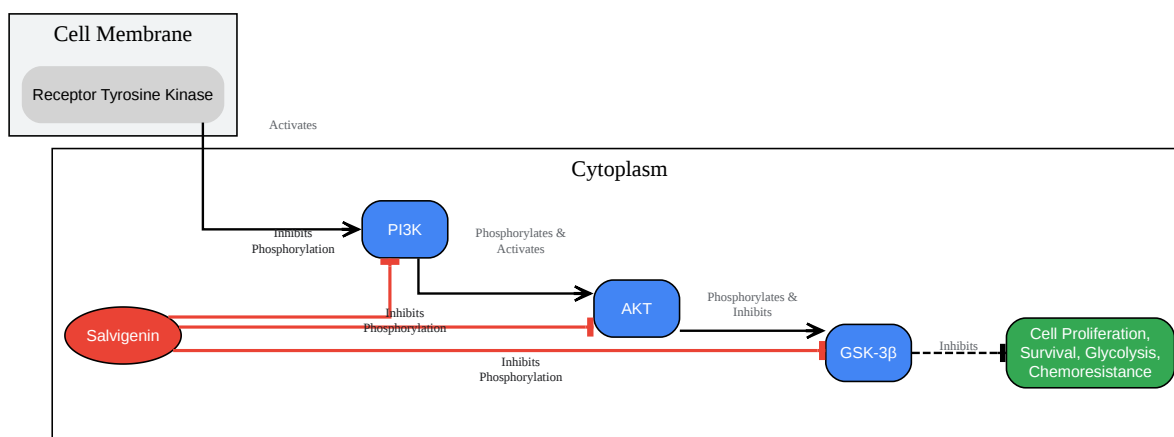 Cell Membrane
Receptor Tyrosine Kinase
Activates
Cytoplasm
Inhibits
Phosphorylation
PI3K
Phosphorylates &
Activates
Phosphorylates &
Inhibits
AKT
Inhibits
Phosphorylation
Salvigenin
Inhibits
Phosphorylation
GSK-3β
Inhibits
Cell Proliferation,
Survival, Glycolysis,
Chemoresistance